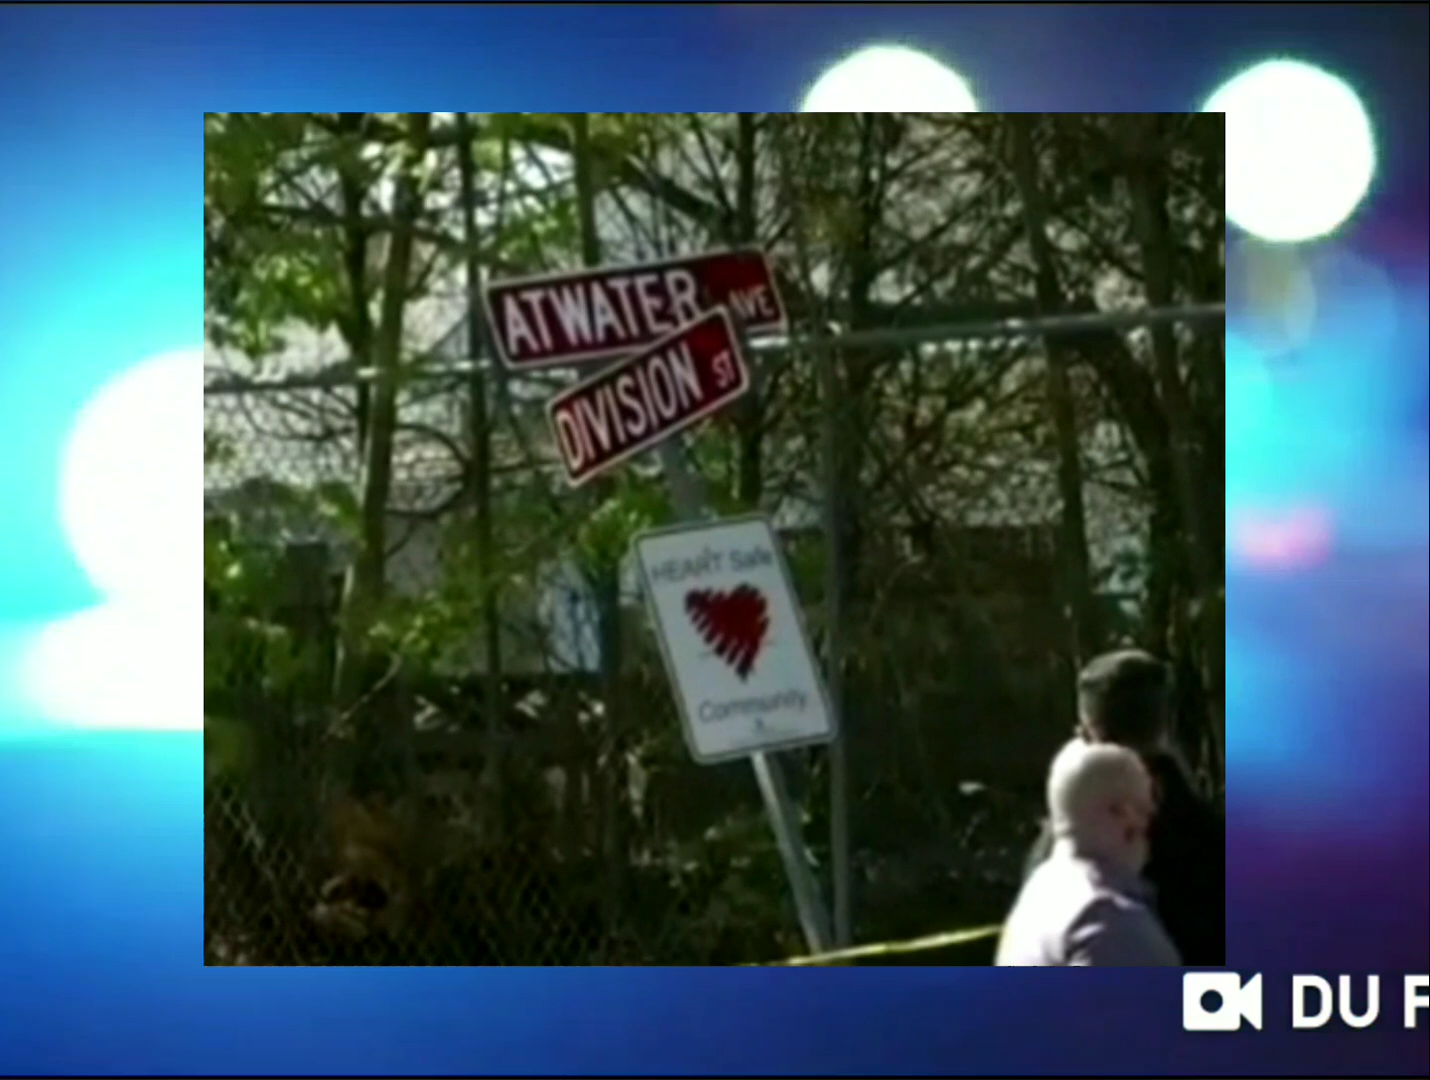 ATWATER AVE
DIVISION ST
HEART Safe
Community
DU F